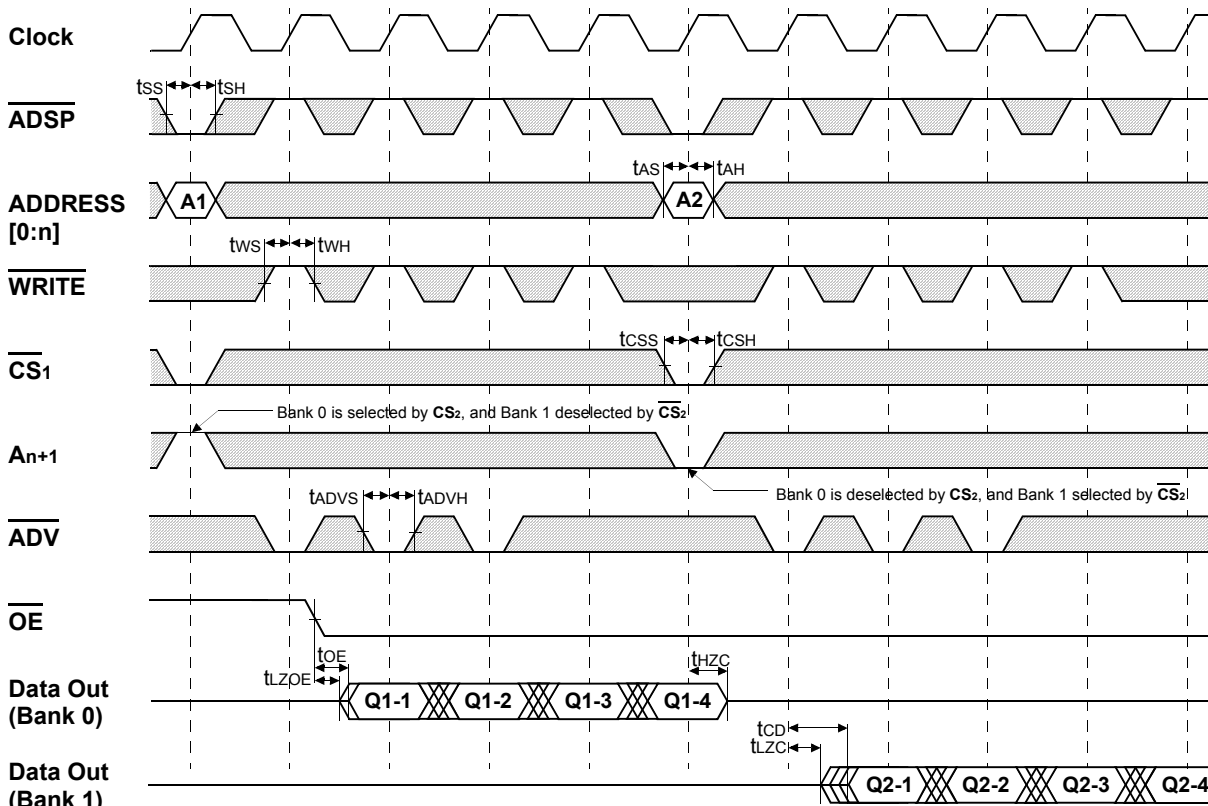 Clock
tSS tSH
ADSP
tAS tAH
ADDRESS
[0:n]
A1 A2
tWS tWH
WRITE
tCSS tCSH
CS1
Bank 0 is selected by CS2, and Bank 1 deselected by CS2
An+1
Bank 0 is deselected by CS2, and Bank 1 selected by CS2
tADVS tADVH
ADV
OE
tOE tHZC
tLZOE
Data Out
(Bank 0)
Q1-1 Q1-2 Q1-3 Q1-4
tCD
tLZC
Data Out
(Bank 1)
Q2-1 Q2-2 Q2-3 Q2-4